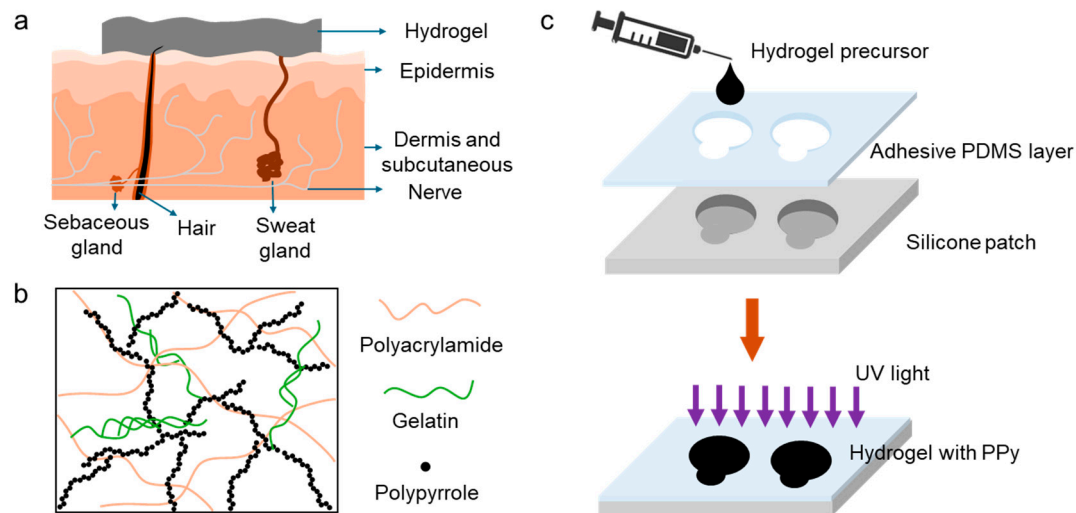 a
Hydrogel
Epidermis
Dermis and
subcutaneous
Nerve
Sebaceous
gland
Hair
Sweat
gland
b
Polyacrylamide
Gelatin
Polypyrrole
c
Hydrogel precursor
Adhesive PDMS layer
Silicone patch
UV light
Hydrogel with PPy